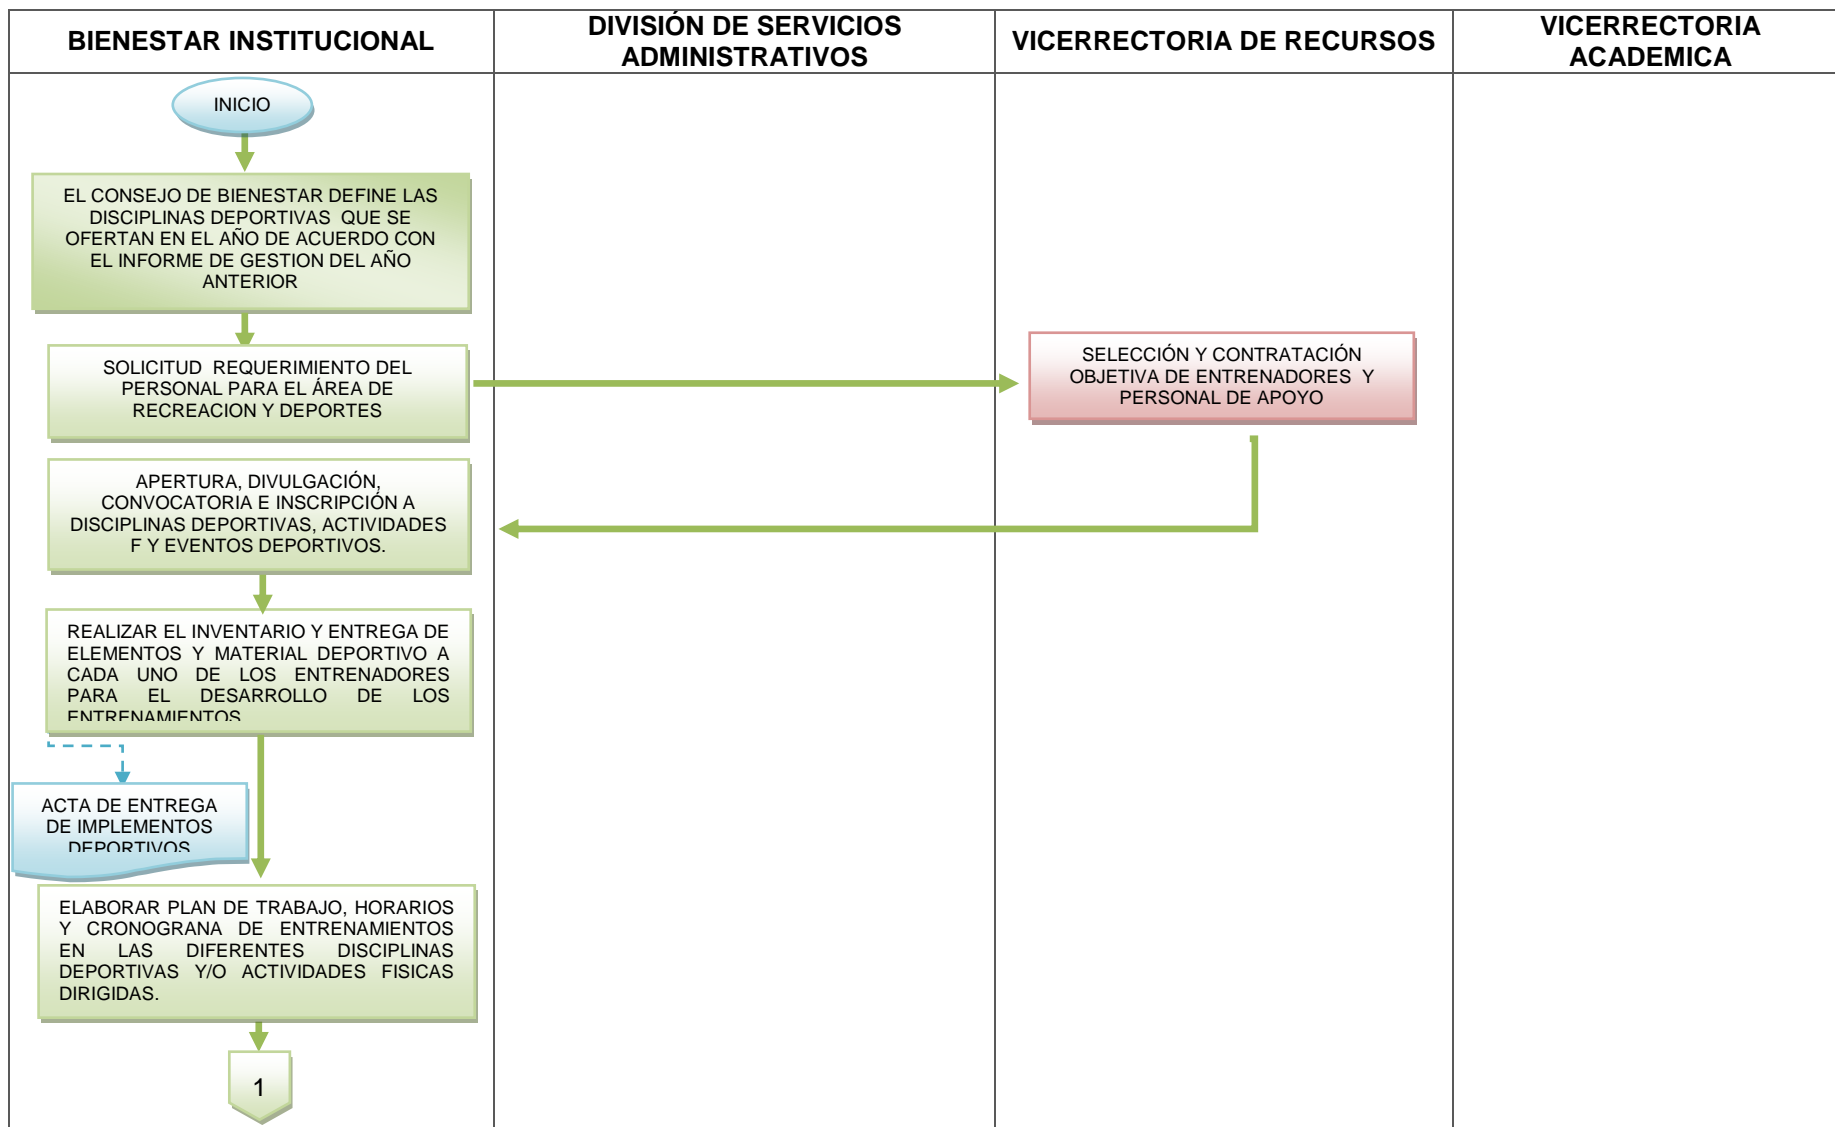 BIENESTAR INSTITUCIONAL
DIVISIÓN DE SERVICIOS
ADMINISTRATIVOS
VICERRECTORIA DE RECURSOS
VICERRECTORIA
ACADEMICA
INICIO
EL CONSEJO DE BIENESTAR DEFINE LAS
DISCIPLINAS DEPORTIVAS QUE SE
OFERTAN EN EL AÑO DE ACUERDO CON
EL INFORME DE GESTION DEL AÑO
ANTERIOR
SOLICITUD REQUERIMIENTO DEL
PERSONAL PARA EL ÁREA DE
RECREACION Y DEPORTES
SELECCIÓN Y CONTRATACIÓN
OBJETIVA DE ENTRENADORES Y
PERSONAL DE APOYO
APERTURA, DIVULGACIÓN,
CONVOCATORIA E INSCRIPCIÓN A
DISCIPLINAS DEPORTIVAS, ACTIVIDADES
F Y EVENTOS DEPORTIVOS.
REALIZAR EL INVENTARIO Y ENTREGA DE
ELEMENTOS Y MATERIAL DEPORTIVO A
CADA UNO DE LOS ENTRENADORES
PARA EL DESARROLLO DE LOS
ENTRENAMIENTOS
ACTA DE ENTREGA
DE IMPLEMENTOS
DEPORTIVOS
ELABORAR PLAN DE TRABAJO, HORARIOS
Y CRONOGRANA DE ENTRENAMIENTOS
EN LAS DIFERENTES DISCIPLINAS
DEPORTIVAS Y/O ACTIVIDADES FISICAS
DIRIGIDAS.
1